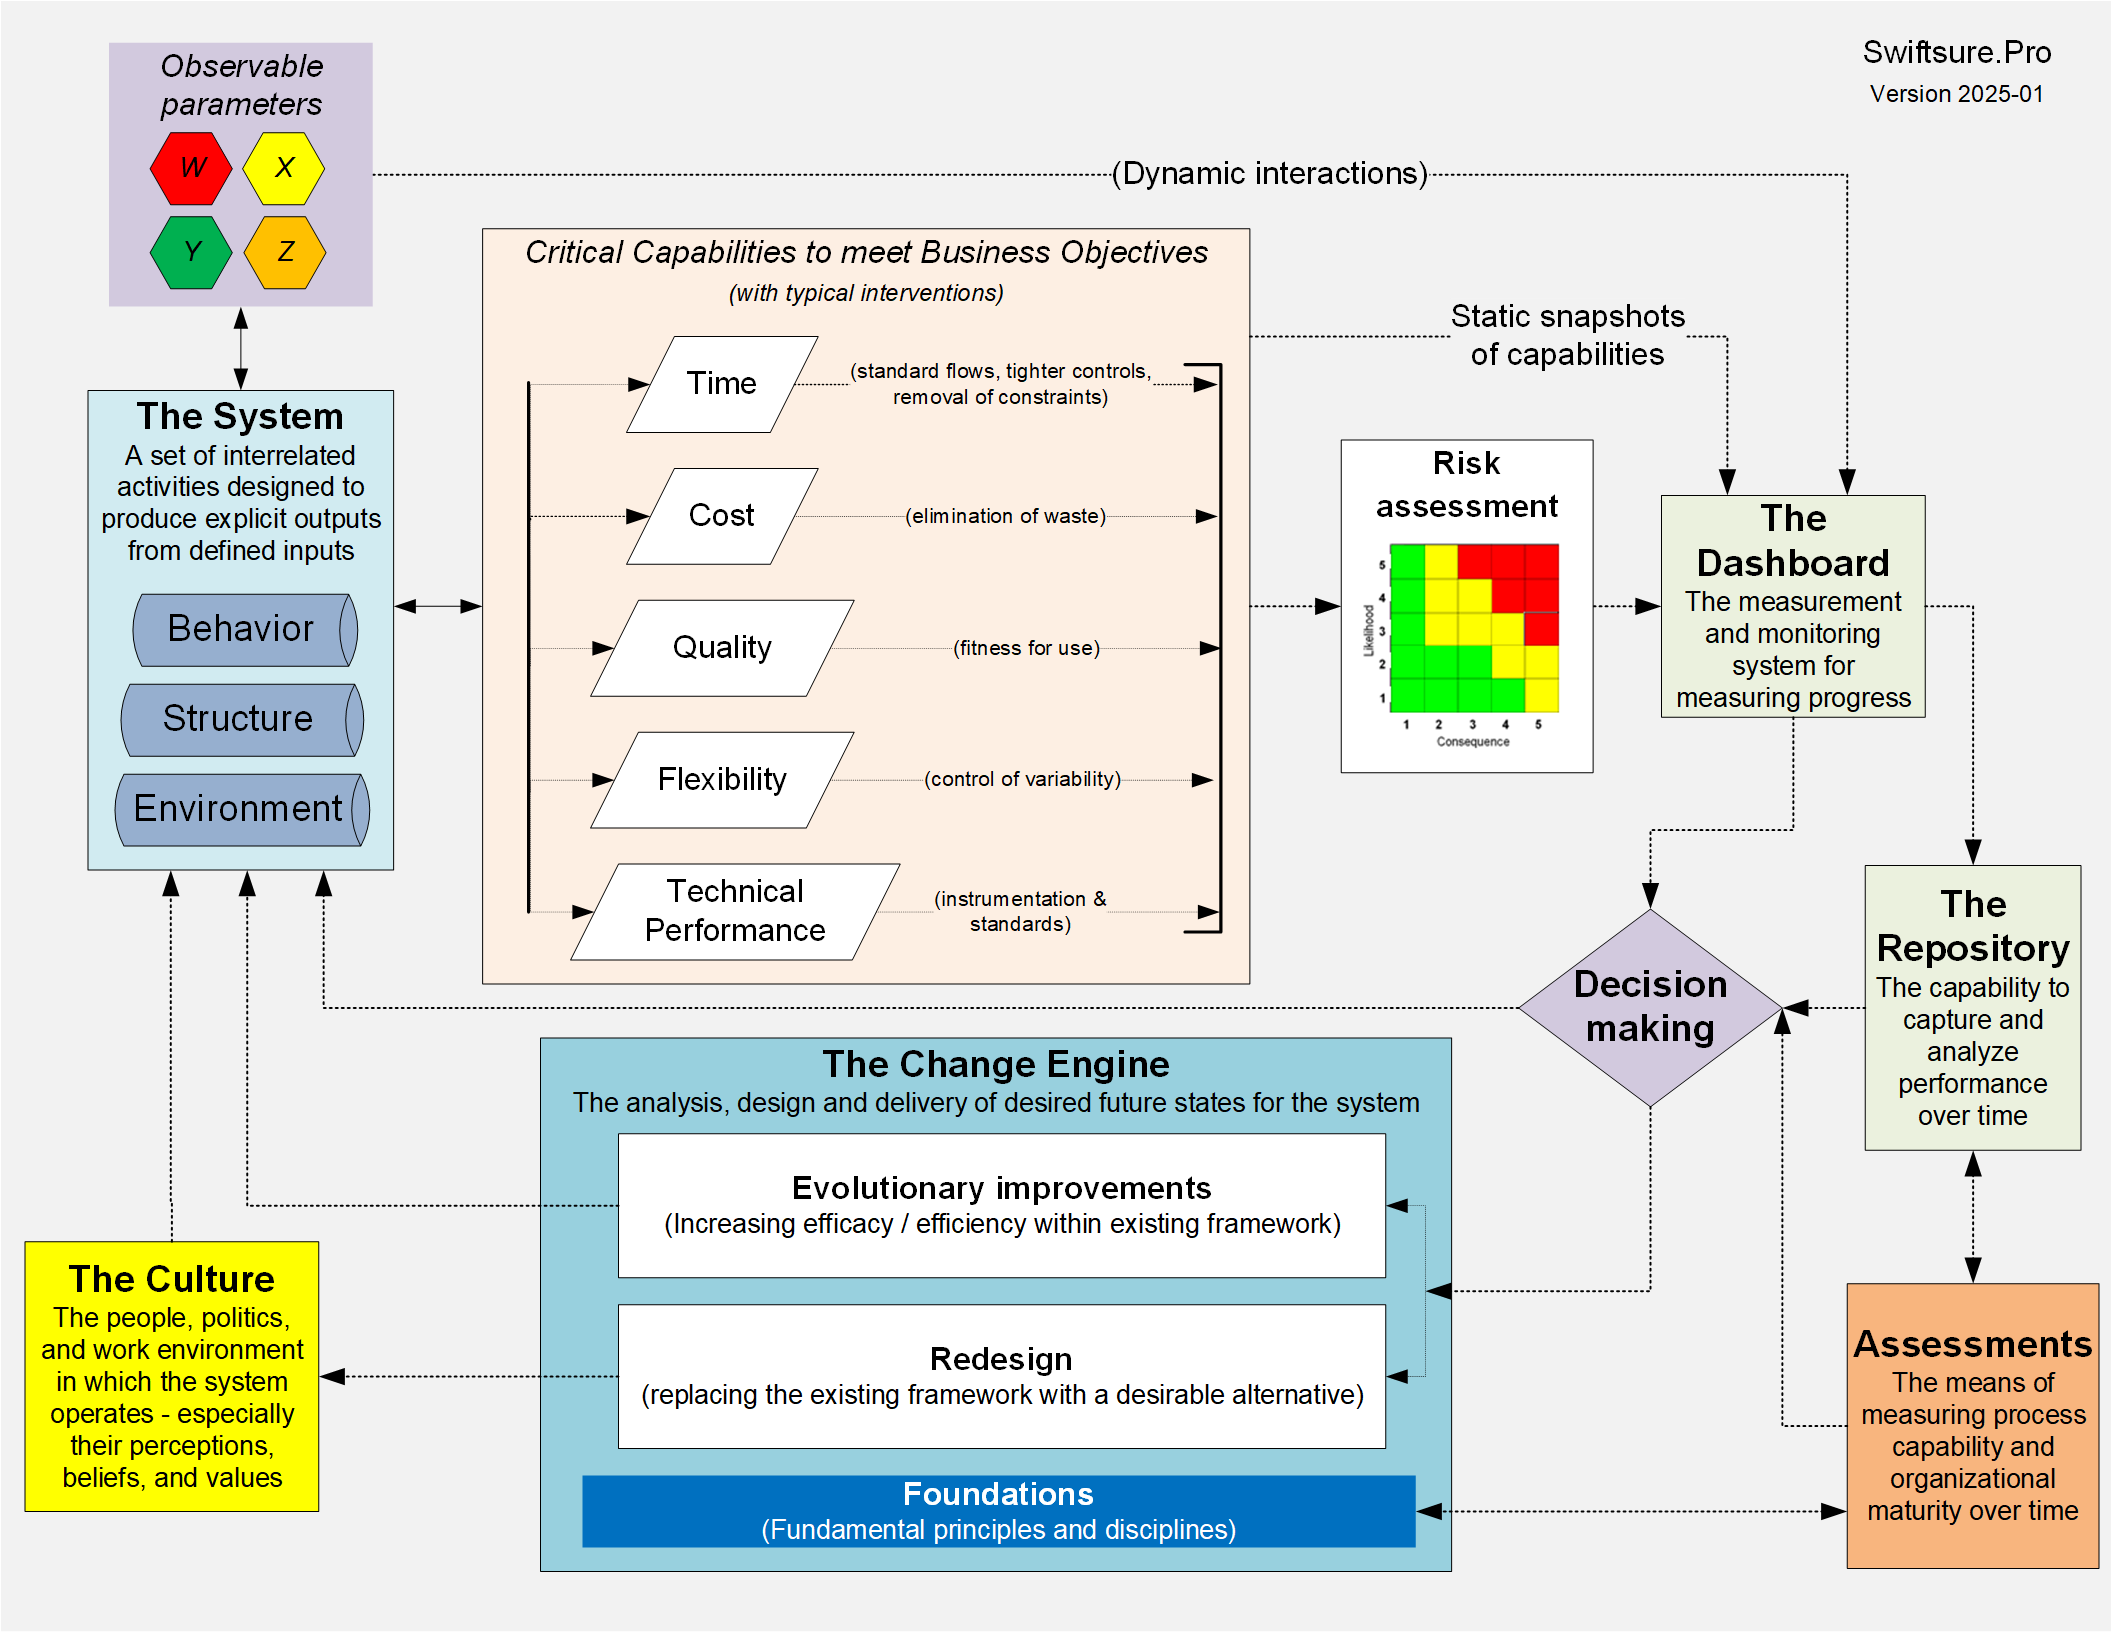 Observable
parameters
W
X
Y
Z
Swiftsure.Pro
Version 2025-01
(Dynamic interactions)
Critical Capabilities to meet Business Objectives
(with typical interventions)
Time
(standard flows, tighter controls,
removal of constraints)
Cost
(elimination of waste)
Quality
(fitness for use)
Flexibility
(control of variability)
Technical
Performance
(instrumentation &
standards)
Static snapshots
of capabilities
The System
A set of interrelated
activities designed to
produce explicit outputs
from defined inputs
Behavior
Structure
Environment
Risk
assessment
5
4
3
2
1
Likelihood
1 2 3 4 5
Consequence
The
Dashboard
The measurement
and monitoring
system for
measuring progress
The
Repository
The capability to
capture and
analyze
performance
over time
Decision
making
The Change Engine
The analysis, design and delivery of desired future states for the system
Evolutionary improvements
(Increasing efficacy / efficiency within existing framework)
Redesign
(replacing the existing framework with a desirable alternative)
Foundations
(Fundamental principles and disciplines)
The Culture
The people, politics,
and work environment
in which the system
operates - especially
their perceptions,
beliefs, and values
Assessments
The means of
measuring process
capability and
organizational
maturity over time